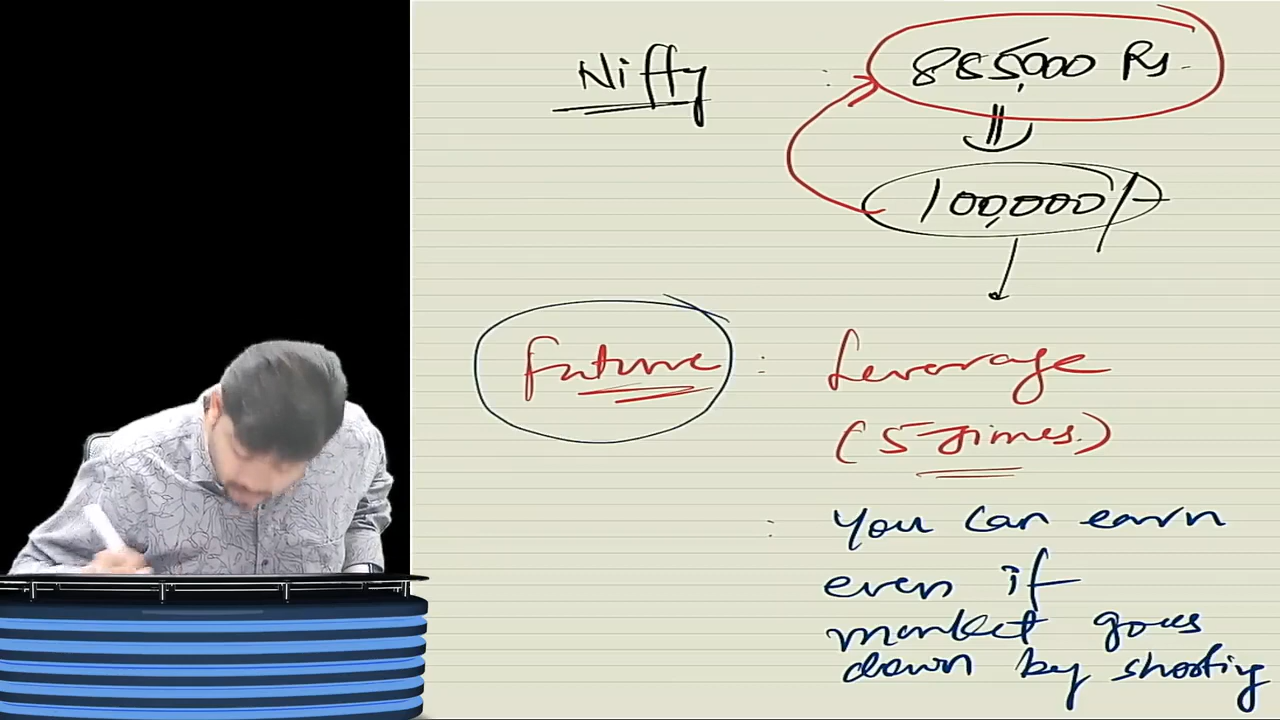 Nifty : 885,000 Rs.
100,000/-
Future : Leverage
(5 times.)
: You can earn
even if
market goes
down by shorting